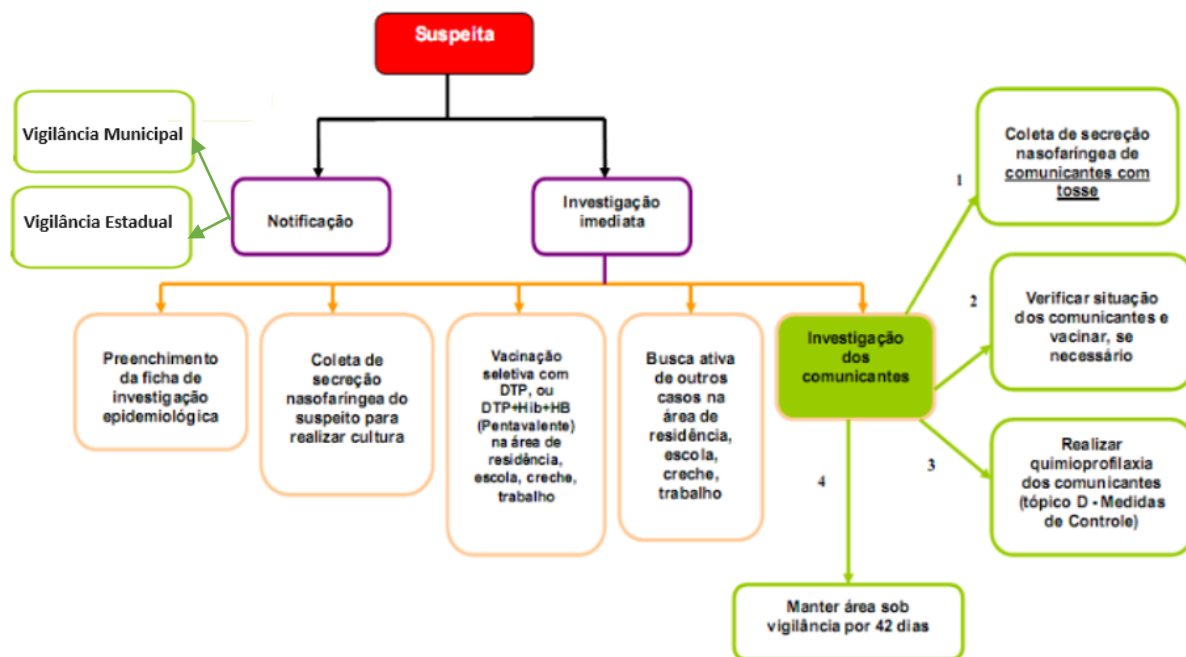 Suspeita
Vigilância Municipal
Vigilância Estadual
Notificação
Investigação
imediata
Preenchimento
da ficha de
investigação
epidemiológica
Coleta de
secreção
nasofaríngea do
suspeito para
realizar cultura
Vacinação
seletiva com
DTP, ou
DTP+Hib+HB
(Pentavalente)
na área de
residência,
escola, creche,
trabalho
Busca ativa
de outros
casos na
área de
residência,
escola,
creche,
trabalho
Investigação
dos
comunicantes
1
Coleta de secreção
nasofaríngea de
comunicantes com
tosse
2
Verificar situação
dos comunicantes e
vacinar, se
necessário
3
Realizar
quimioprofilaxia
dos comunicantes
(tópico D - Medidas
de Controle)
4
Manter área sob
vigilância por 42 dias